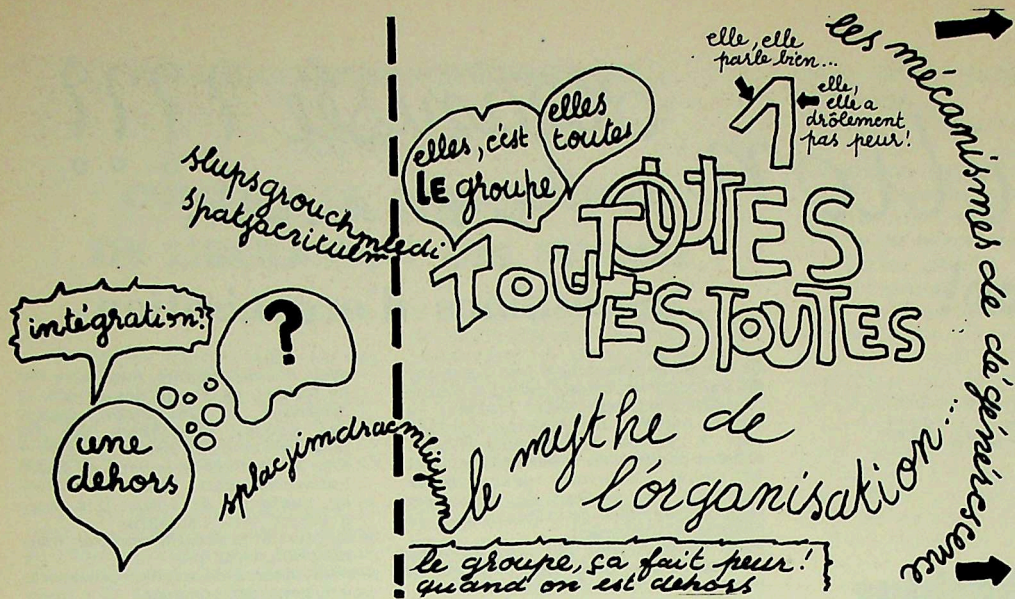 slupsgrouchmledi
spatjacrituelm
intégration?
?
une
dehors
splacjimdracmlüjum
elles, c'est
LE groupe
elles
toutes
elle, elle
parle bien...
1
elle,
elle a
drôlement
pas peur!
TOUTES
TOUTES
TOUTES
le mythe de
l'organisation...
le groupe, ça fait peur!
quand on est dehors
les mécanismes de dégénérescence